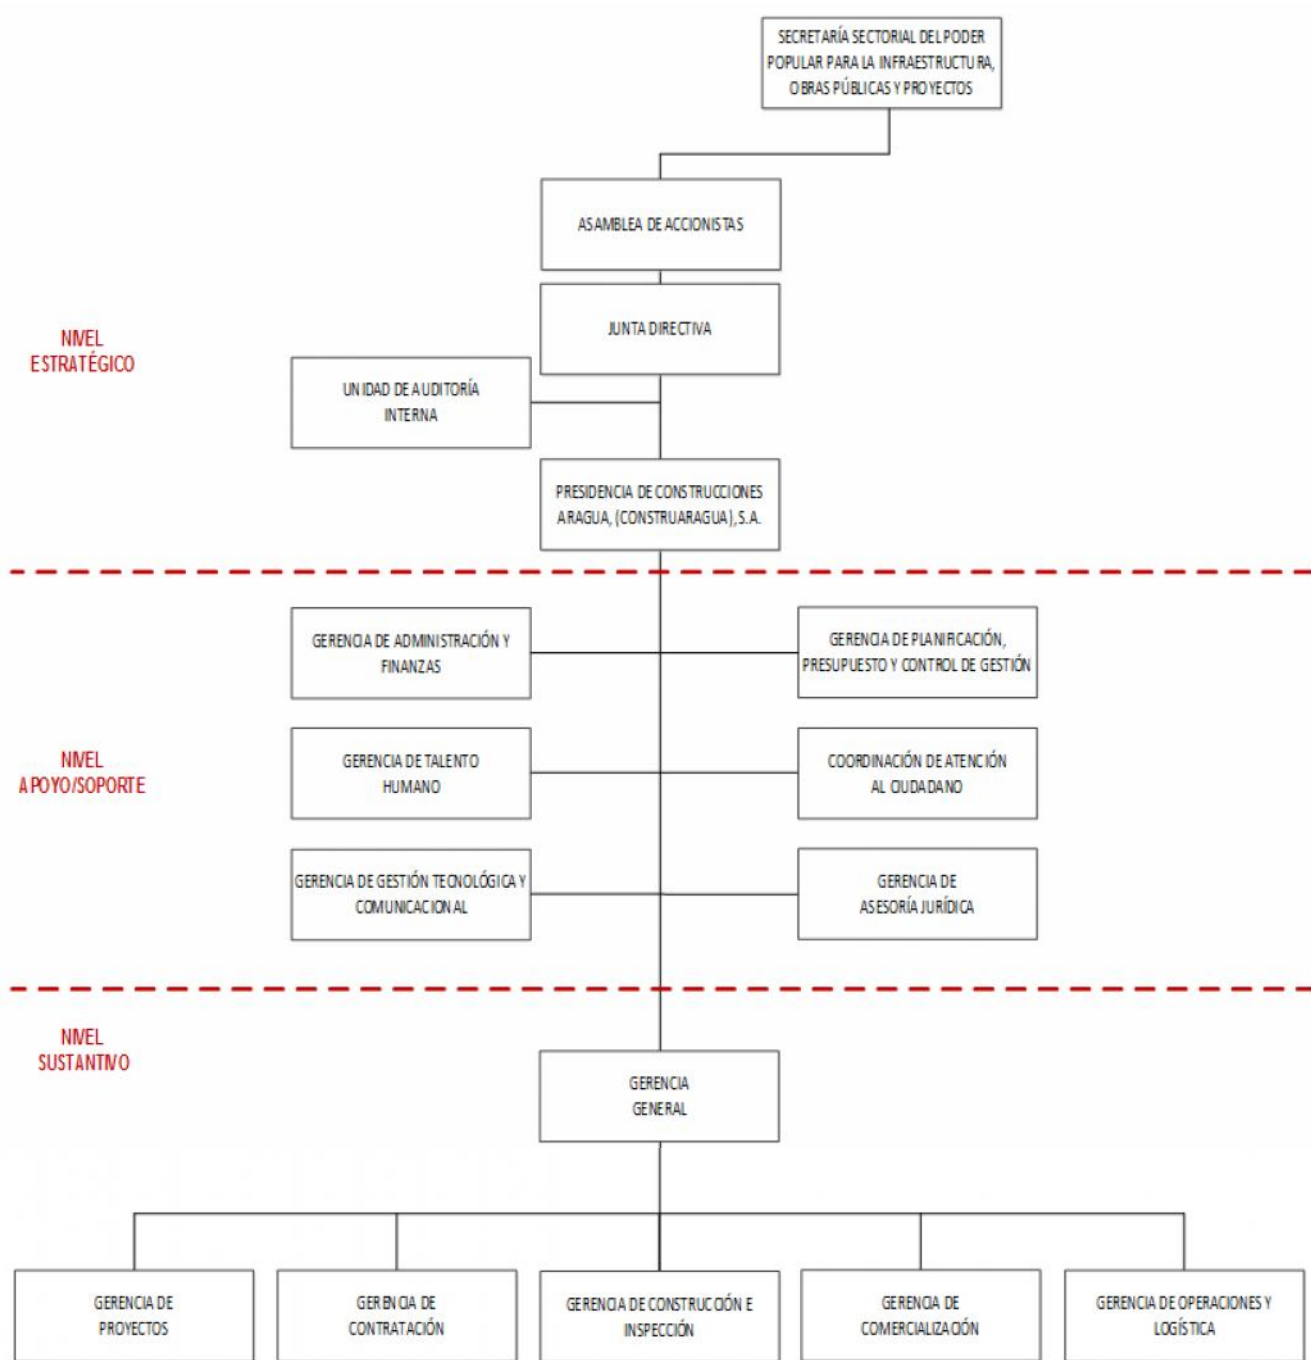 SECRETARÍA SECTORIAL DEL PODER
POPULAR PARA LA INFRAESTRUCTURA,
OBRAS PÚBLICAS Y PROYECTOS
ASAMBLEA DE ACCIONISTAS
JUNTA DIRECTIVA
NIVEL
ESTRATÉGICO
UNIDAD DE AUDITORÍA
INTERNA
PRESIDENCIA DE CONSTRUCCIONES
ARAGUA, (CONSTRUARAGUA), S.A.
GERENCIA DE ADMINISTRACIÓN Y
FINANZAS
GERENCIA DE PLANIFICACIÓN,
PRESUPUESTO Y CONTROL DE GESTIÓN
NIVEL
APOYO/SOPORTE
GERENCIA DE TALENTO
HUMANO
COORDINACIÓN DE ATENCIÓN
AL CIUDADANO
GERENCIA DE GESTIÓN TECNOLÓGICA Y
COMUNICACIONAL
GERENCIA DE
ASESORÍA JURÍDICA
NIVEL
SUSTANTIVO
GERENCIA
GENERAL
GERENCIA DE
PROYECTOS
GERENCIA DE
CONTRATACIÓN
GERENCIA DE CONSTRUCCIÓN E
INSPECCIÓN
GERENCIA DE
COMERCIALIZACIÓN
GERENCIA DE OPERACIONES Y
LOGÍSTICA